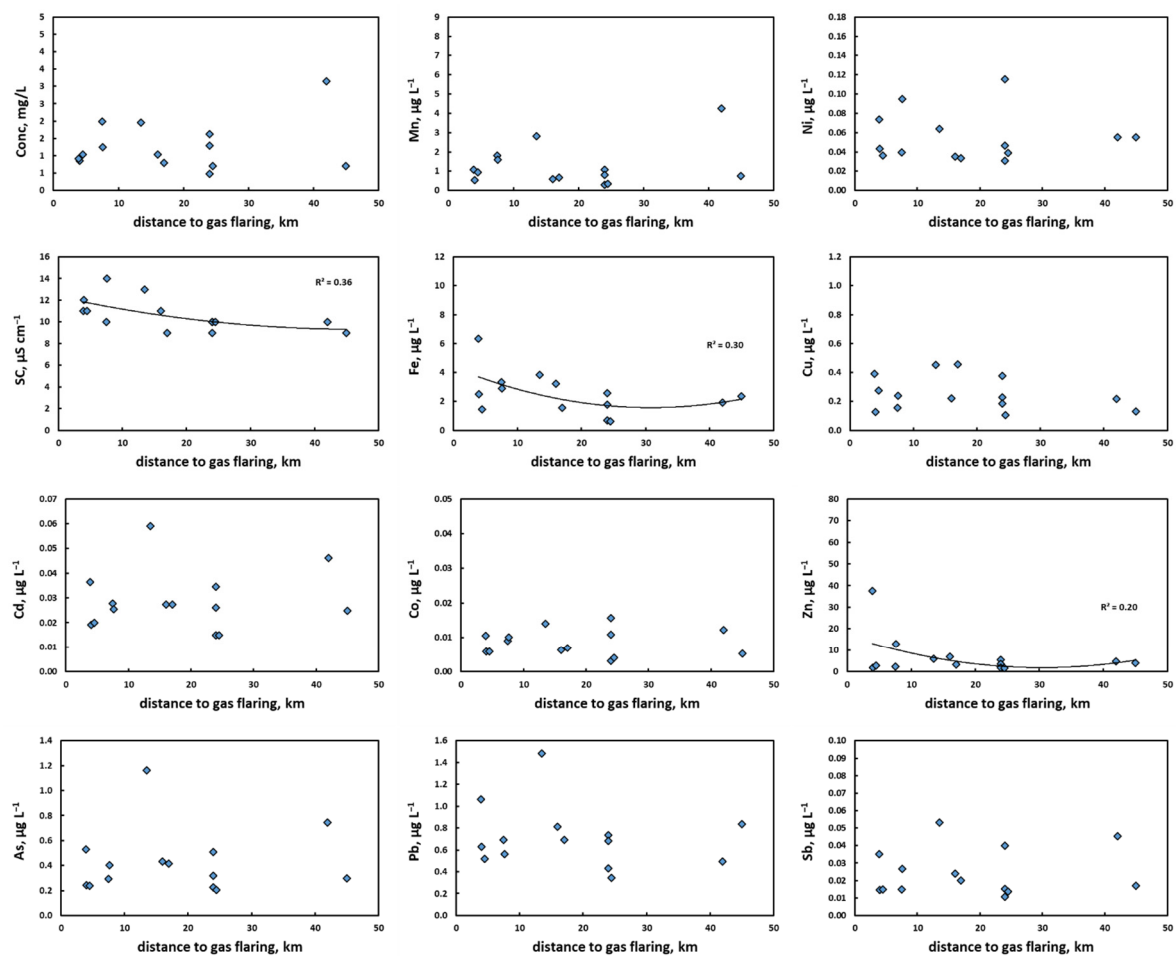 Conc, mg/L
5
5
4
4
3
3
2
2
1
1
0
0 10 20 30 40 50
distance to gas flaring, km
Mn, µg L⁻¹
9
8
7
6
5
4
3
2
1
0
0 10 20 30 40 50
distance to gas flaring, km
Ni, µg L⁻¹
0.18
0.16
0.14
0.12
0.10
0.08
0.06
0.04
0.02
0.00
0 10 20 30 40 50
distance to gas flaring, km
SC, µS cm⁻¹
16
14
12
10
8
6
4
2
0
R² = 0.36
0 10 20 30 40 50
distance to gas flaring, km
Fe, µg L⁻¹
12
10
8
6
4
2
0
R² = 0.30
0 10 20 30 40 50
distance to gas flaring, km
Cu, µg L⁻¹
1.2
1.0
0.8
0.6
0.4
0.2
0.0
0 10 20 30 40 50
distance to gas flaring, km
Cd, µg L⁻¹
0.07
0.06
0.05
0.04
0.03
0.02
0.01
0.00
0 10 20 30 40 50
distance to gas flaring, km
Co, µg L⁻¹
0.05
0.04
0.03
0.02
0.01
0.00
0 10 20 30 40 50
distance to gas flaring, km
Zn, µg L⁻¹
80
70
60
50
40
30
20
10
0
R² = 0.20
0 10 20 30 40 50
distance to gas flaring, km
As, µg L⁻¹
1.4
1.2
1.0
0.8
0.6
0.4
0.2
0.0
0 10 20 30 40 50
distance to gas flaring, km
Pb, µg L⁻¹
1.6
1.4
1.2
1.0
0.8
0.6
0.4
0.2
0.0
0 10 20 30 40 50
distance to gas flaring, km
Sb, µg L⁻¹
0.10
0.09
0.08
0.07
0.06
0.05
0.04
0.03
0.02
0.01
0.00
0 10 20 30 40 50
distance to gas flaring, km